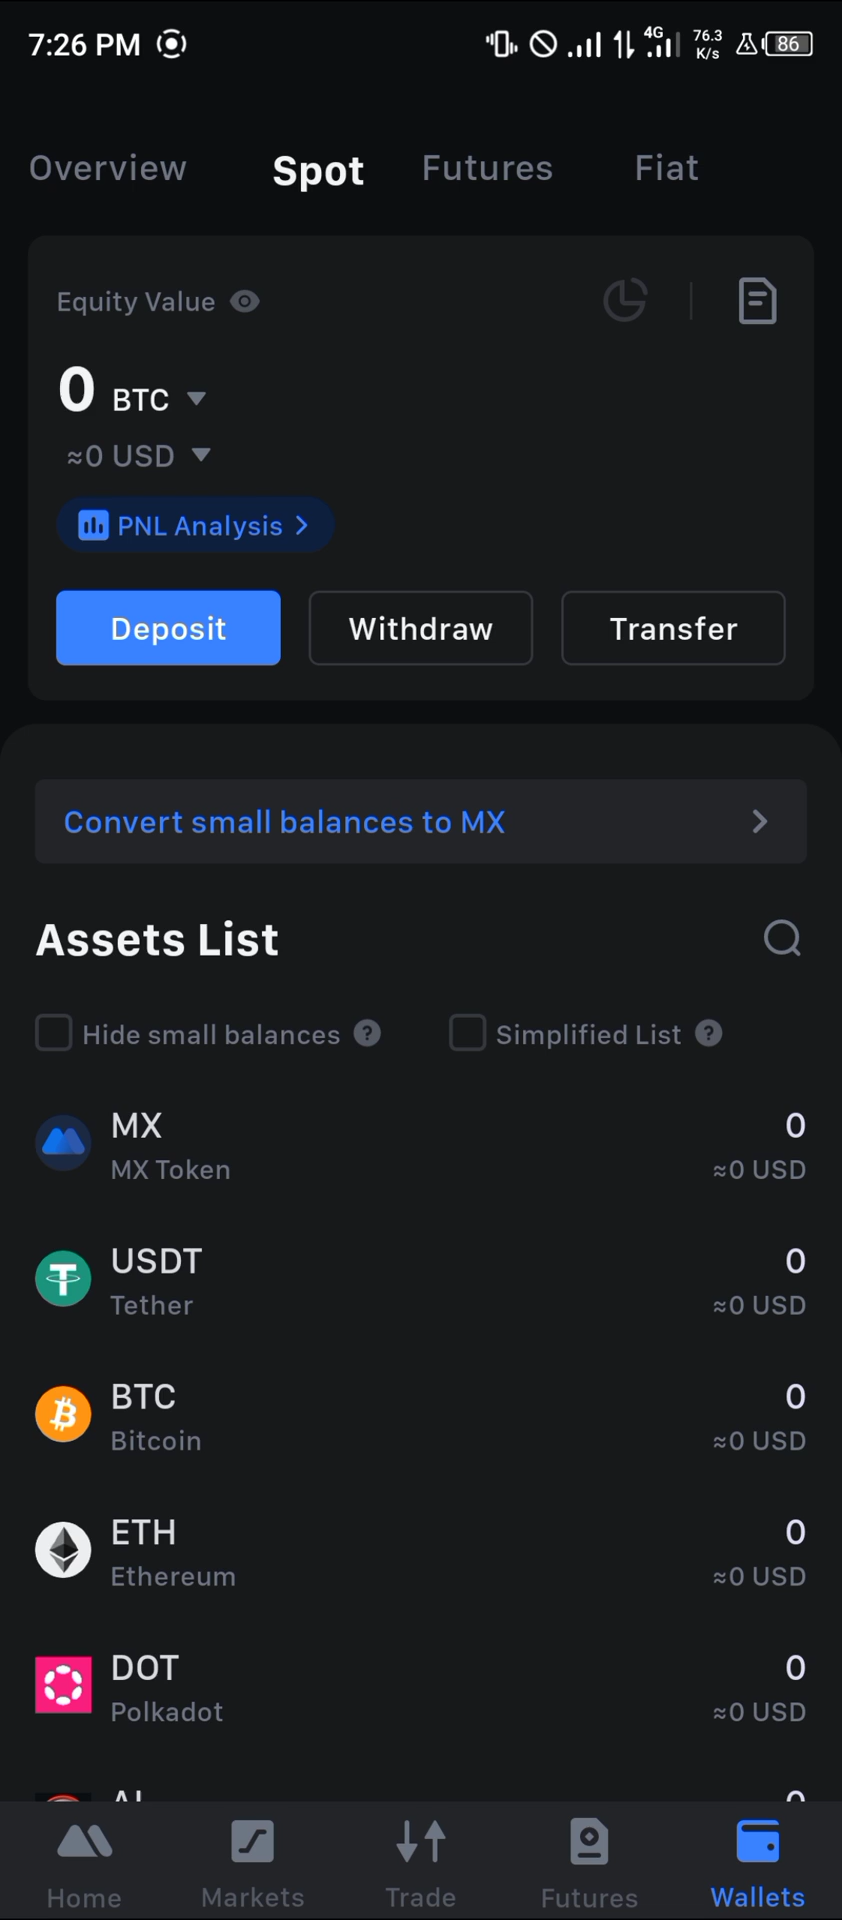 7:26 PM 4G 76.3 K/s 86
Overview Spot Futures Fiat
Equity Value
0 BTC
≈0 USD
PNL Analysis
Deposit Withdraw Transfer
Convert small balances to MX
Assets List
Hide small balances ? Simplified List ?
MX 0
MX Token ≈0 USD
USDT 0
Tether ≈0 USD
BTC 0
Bitcoin ≈0 USD
ETH 0
Ethereum ≈0 USD
DOT 0
Polkadot ≈0 USD
Home Markets Trade Futures Wallets